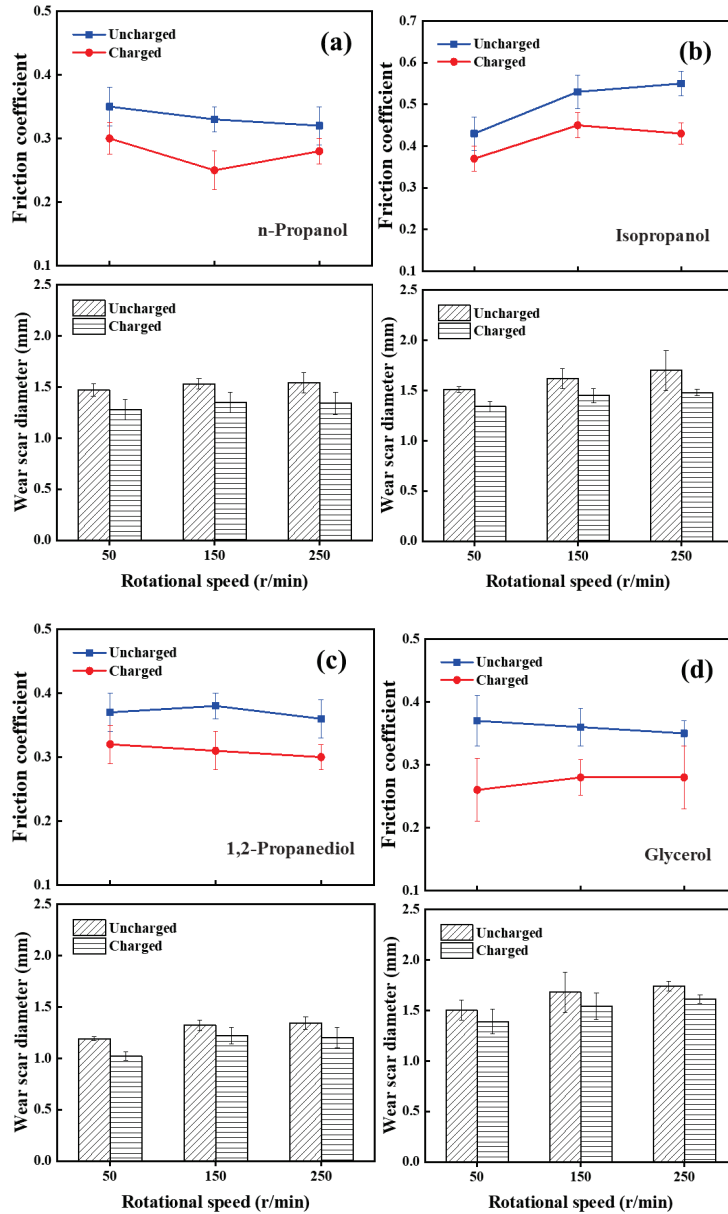 (a)
Uncharged
Charged
0.5
0.4
0.3
0.2
0.1
Friction coefficient
n-Propanol
Uncharged
Charged
2.5
2.0
1.5
1.0
0.5
0.0
Wear scar diameter (mm)
50 150 250
Rotational speed (r/min)
(b)
Uncharged
Charged
0.7
0.6
0.5
0.4
0.3
0.2
0.1
Friction coefficient
Isopropanol
Uncharged
Charged
2.5
2.0
1.5
1.0
0.5
0.0
Wear scar diameter (mm)
50 150 250
Rotational speed (r/min)
(c)
Uncharged
Charged
0.5
0.4
0.3
0.2
0.1
Friction coefficient
1,2-Propanediol
Uncharged
Charged
2.5
2.0
1.5
1.0
0.5
0.0
Wear scar diameter (mm)
50 150 250
Rotational speed (r/min)
(d)
Uncharged
Charged
0.5
0.4
0.3
0.2
0.1
Friction coefficient
Glycerol
Uncharged
Charged
2.5
2.0
1.5
1.0
0.5
0.0
Wear scar diameter (mm)
50 150 250
Rotational speed (r/min)